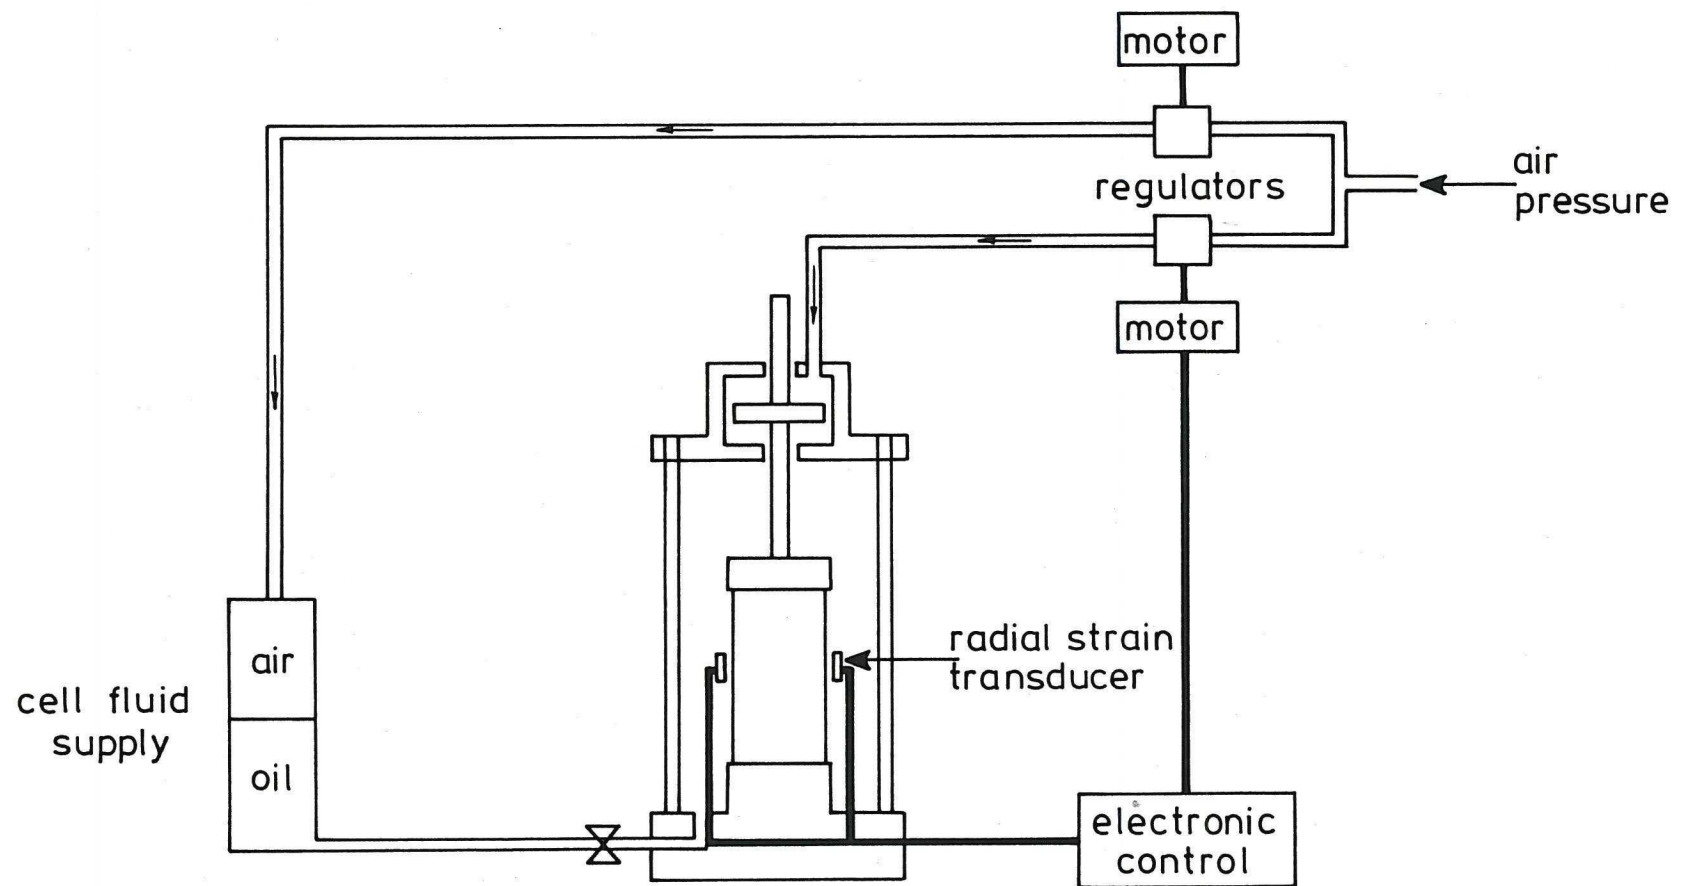 motor
air
pressure
regulators
motor
radial strain
transducer
air
cell fluid
supply
oil
electronic
control